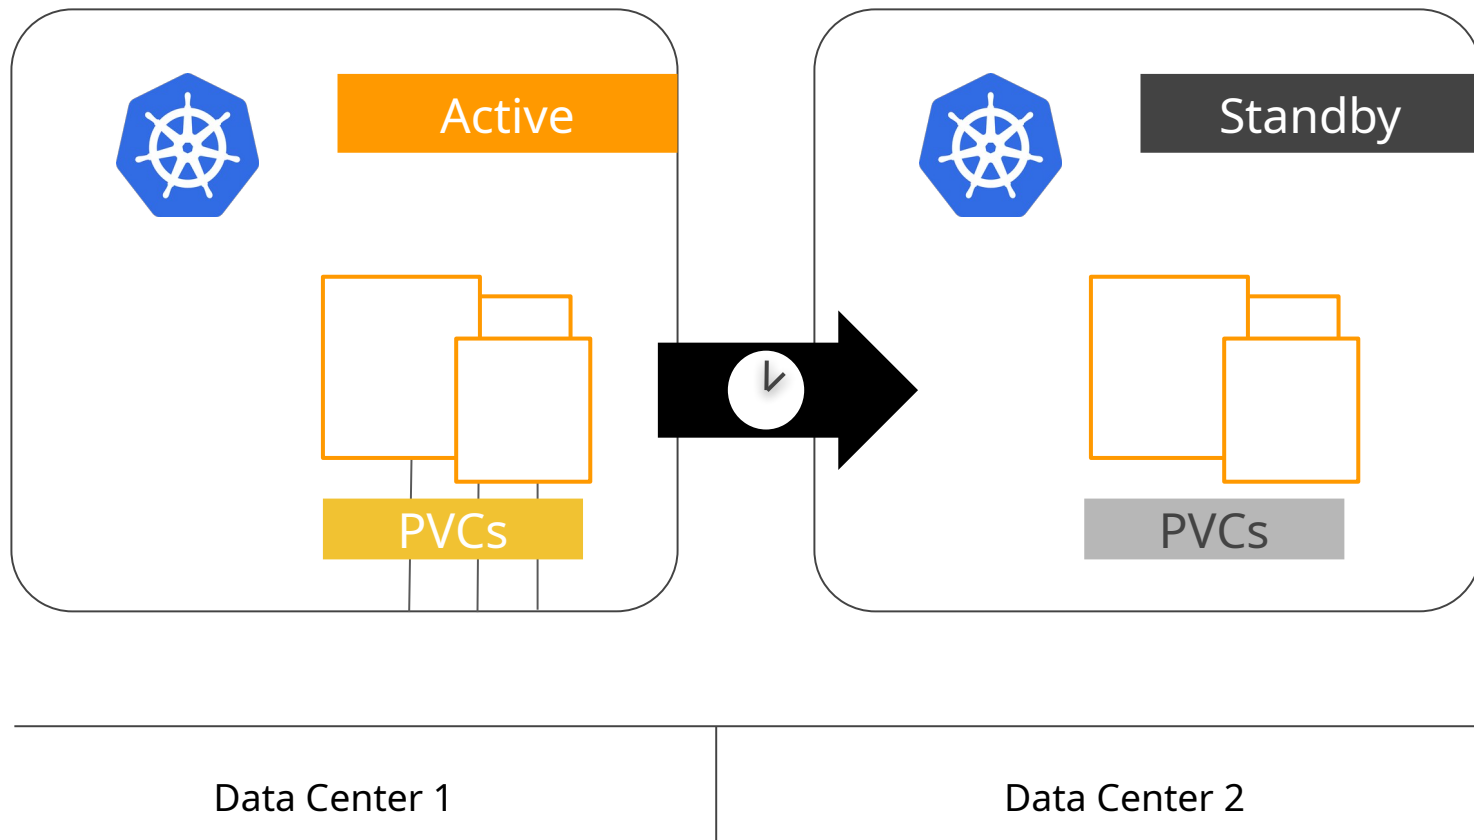 Active
Standby
PVCs
PVCs
Data Center 1
Data Center 2